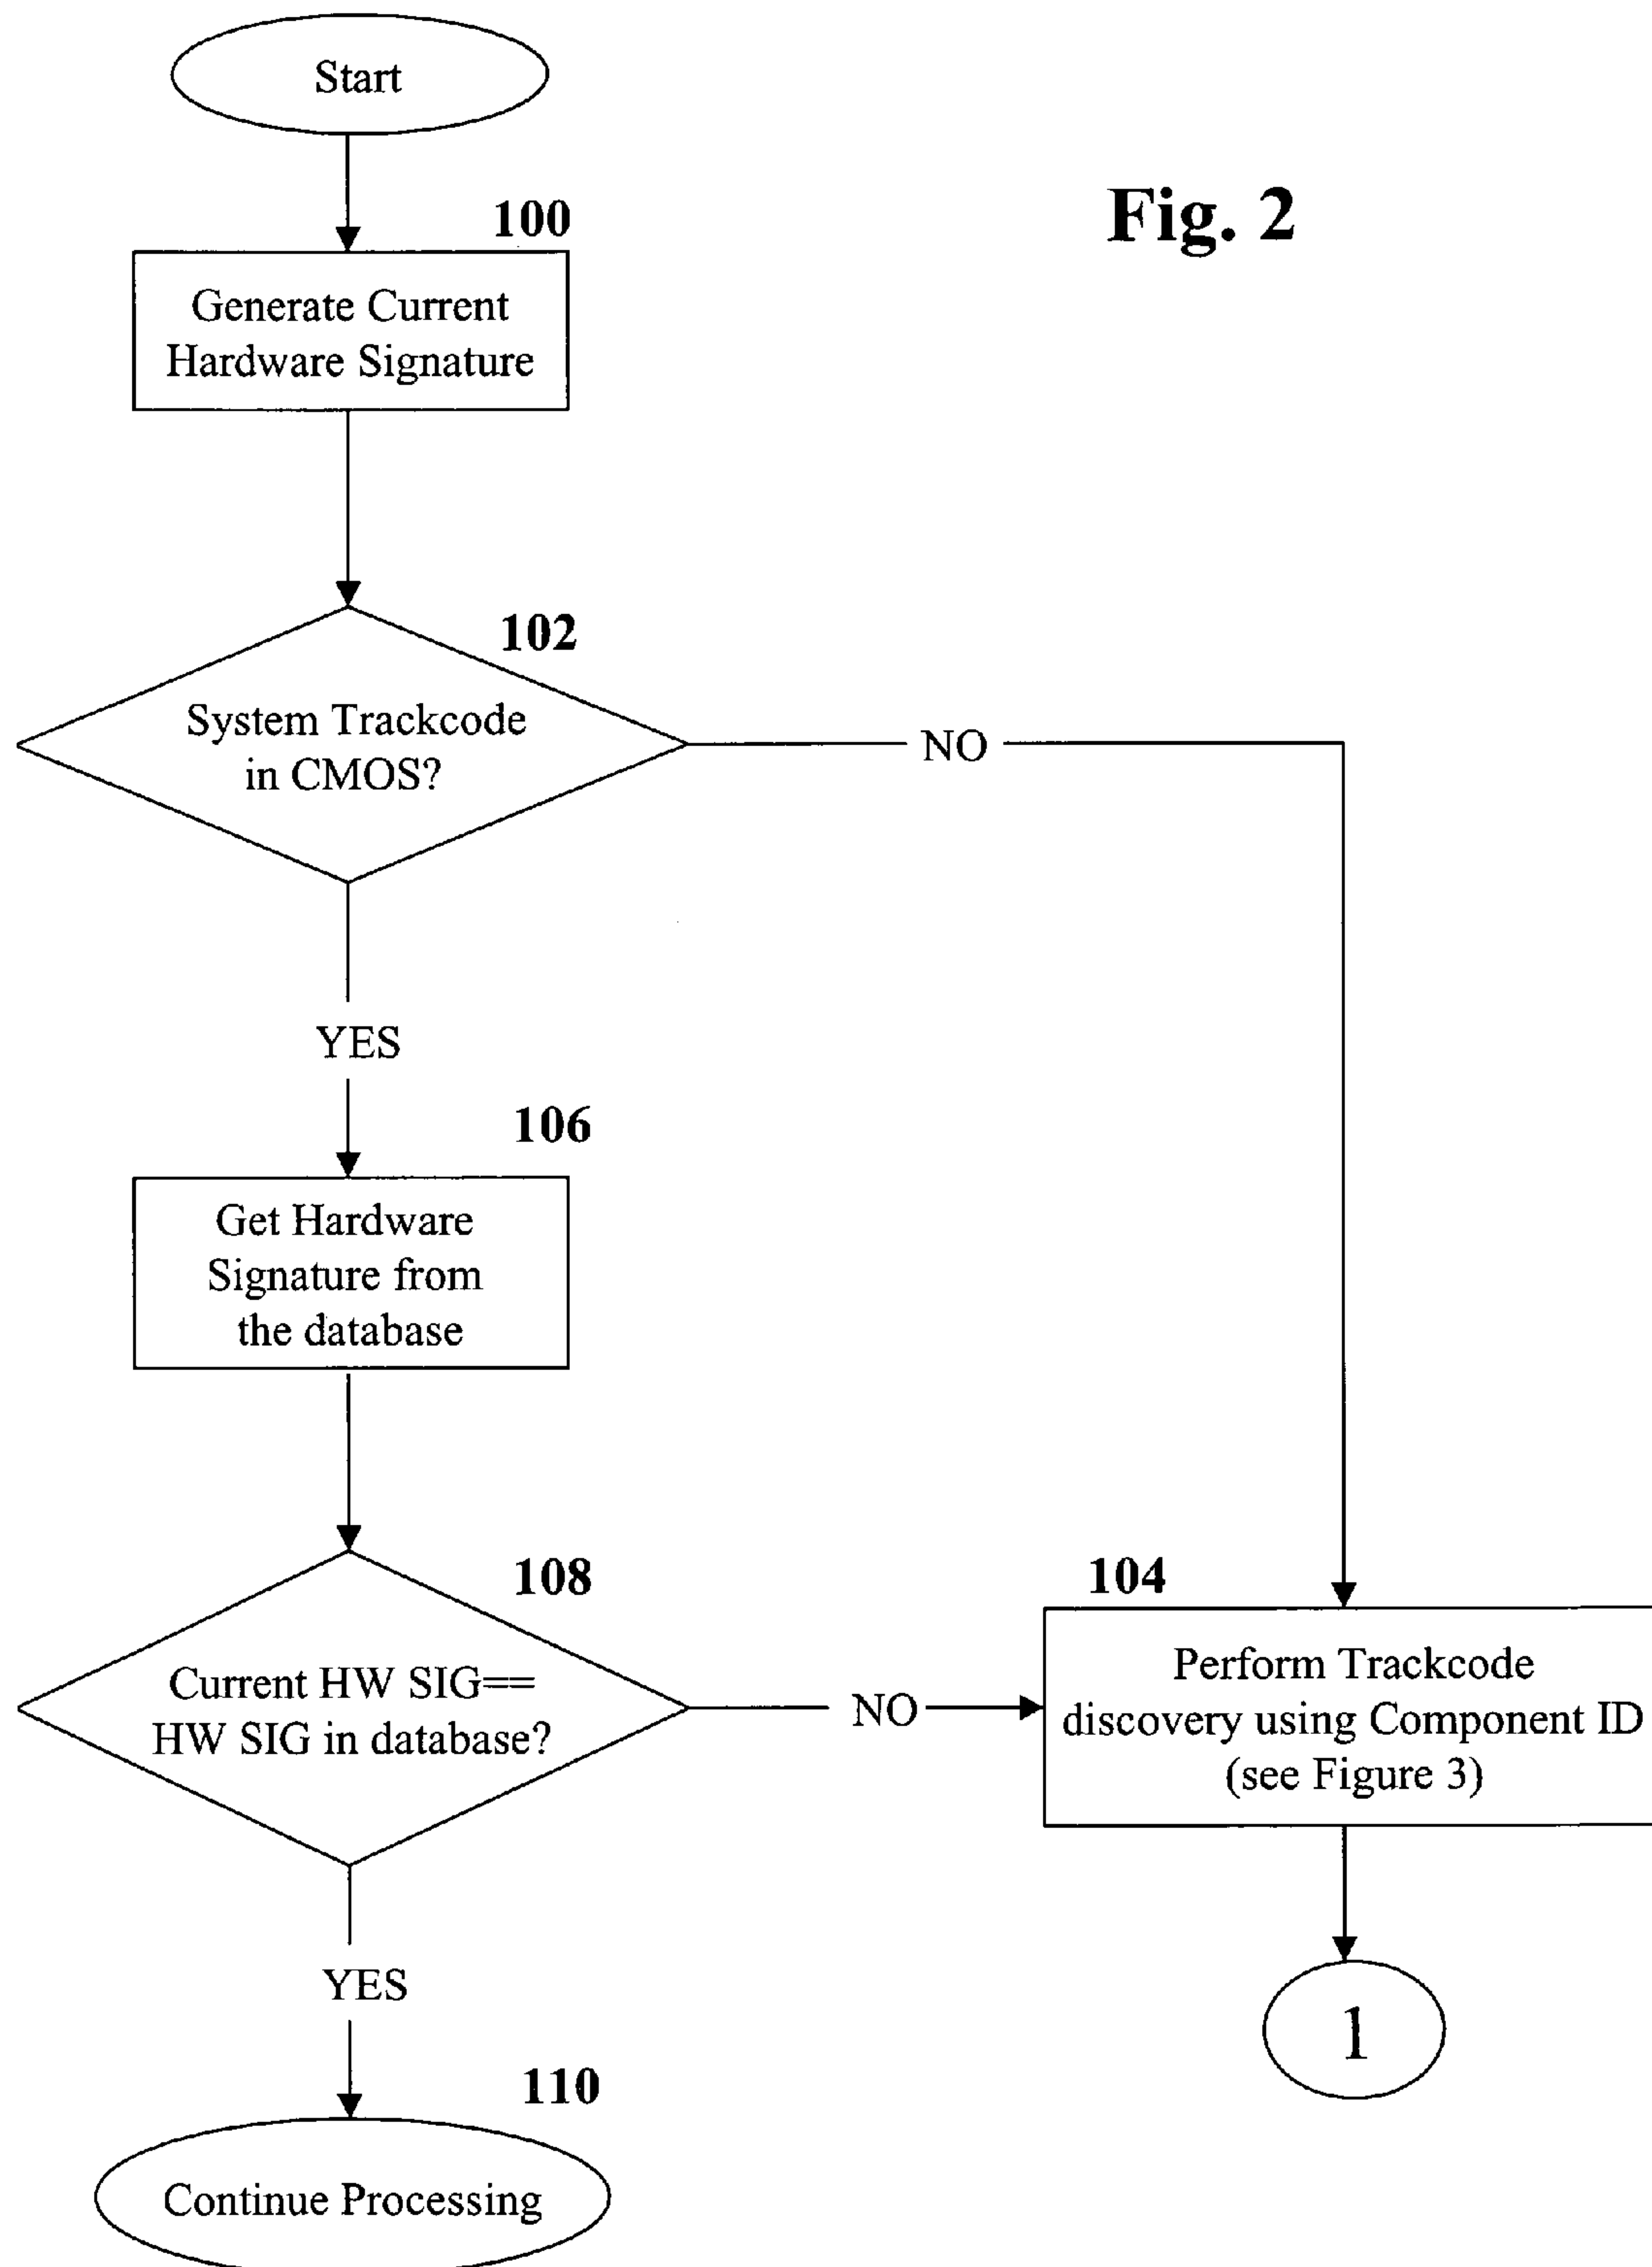 Start
Fig. 2
100
Generate Current
Hardware Signature
102
System Trackcode
in CMOS?
NO
YES
106
Get Hardware
Signature from
the database
108
Current HW SIG==
HW SIG in database?
NO
104
Perform Trackcode
discovery using Component ID
(see Figure 3)
YES
1
110
Continue Processing